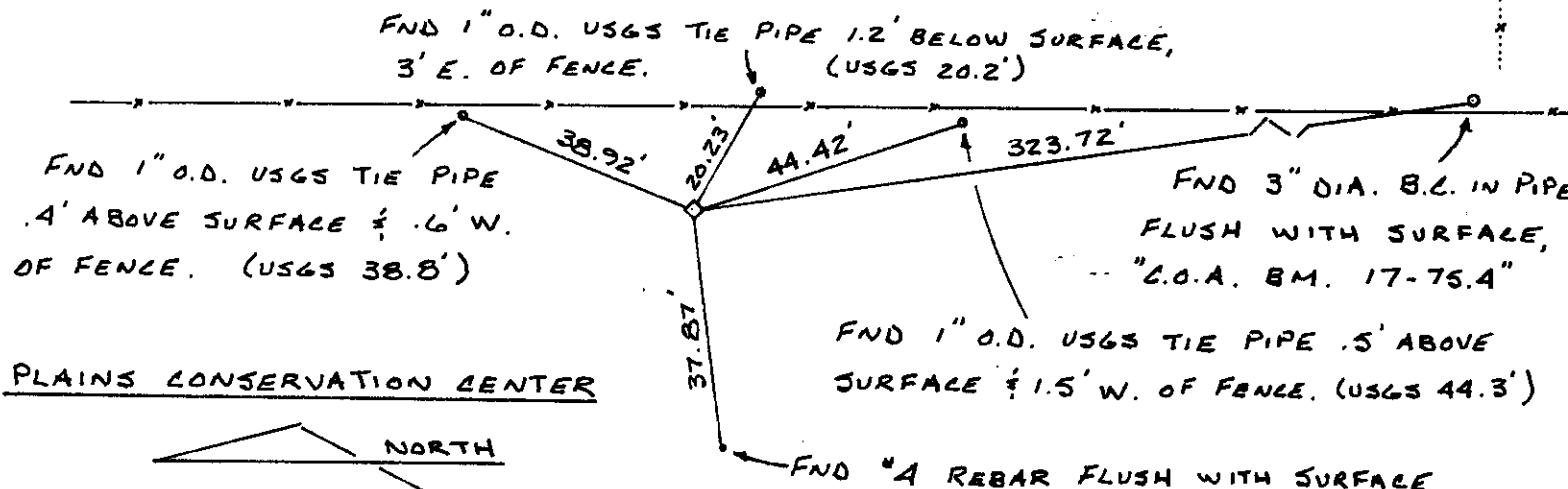 FND 1" O.D. USGS TIE PIPE 1.2' BELOW SURFACE,
3' E. OF FENCE. (USGS 20.2')
38.92'
20.23'
44.42'
323.72'
FND 1" O.D. USGS TIE PIPE
.4' ABOVE SURFACE & .6' W.
OF FENCE. (USGS 38.8')
FND 3" DIA. B.C. IN PIPE
FLUSH WITH SURFACE,
"C.O.A. BM. 17-75.4"
37.87'
FND 1" O.D. USGS TIE PIPE .5' ABOVE
SURFACE & 1.5' W. OF FENCE. (USGS 44.3')
PLAINS CONSERVATION CENTER
NORTH
FND #4 REBAR FLUSH WITH SURFACE